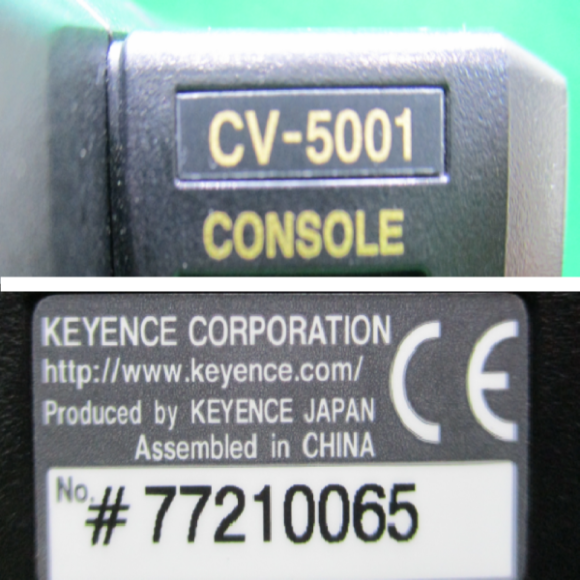 CV-5001
CONSOLE
KEYENCE CORPORATION
http://www.keyence.com/
Produced by KEYENCE JAPAN
Assembled in CHINA
CE
No.
# 77210065